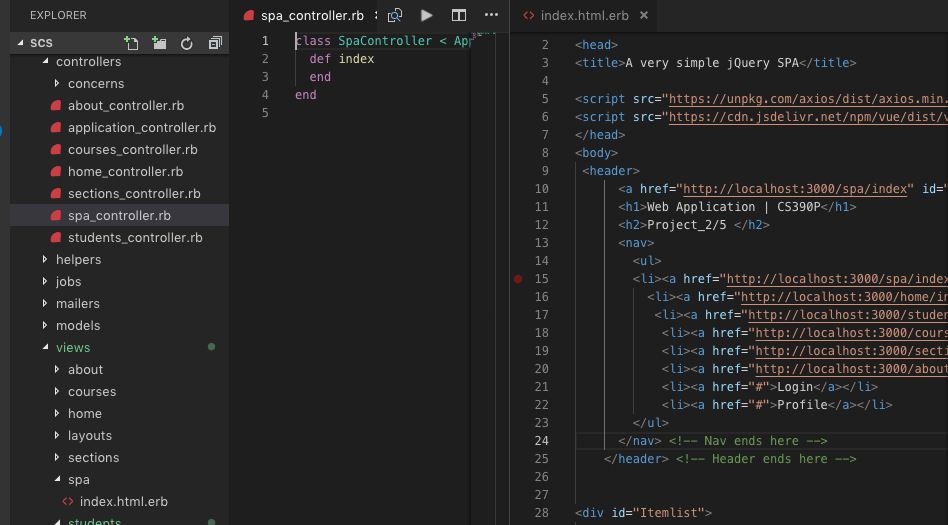 EXPLORER
SCS
controllers
concerns
about_controller.rb
application_controller.rb
courses_controller.rb
home_controller.rb
sections_controller.rb
spa_controller.rb
students_controller.rb
helpers
jobs
mailers
models
views
about
courses
home
layouts
sections
spa
<> index.html.erb
students
spa_controller.rb
1 class SpaController < Ap
2 def index
3 end
4 end
5
<> index.html.erb ×
2 <head>
3 <title>A very simple jQuery SPA</title>
4
5 <script src="https://unpkg.com/axios/dist/axios.min.
6 <script src="https://cdn.jsdelivr.net/npm/vue/dist/v
7 </head>
8 <body>
9 <header>
10 <a href="http://localhost:3000/spa/index" id="
11 <h1>Web Application | CS390P</h1>
12 <h2>Project_2/5 </h2>
13 <nav>
14 <ul>
15 <li><a href="http://localhost:3000/spa/index
16 <li><a href="http://localhost:3000/home/in
17 <li><a href="http://localhost:3000/studen
18 <li><a href="http://localhost:3000/cours
19 <li><a href="http://localhost:3000/secti
20 <li><a href="http://localhost:3000/about
21 <li><a href="#">Login</a></li>
22 <li><a href="#">Profile</a></li>
23 </ul>
24 </nav> <!-- Nav ends here -->
25 </header> <!-- Header ends here -->
26
27
28 <div id="Itemlist">